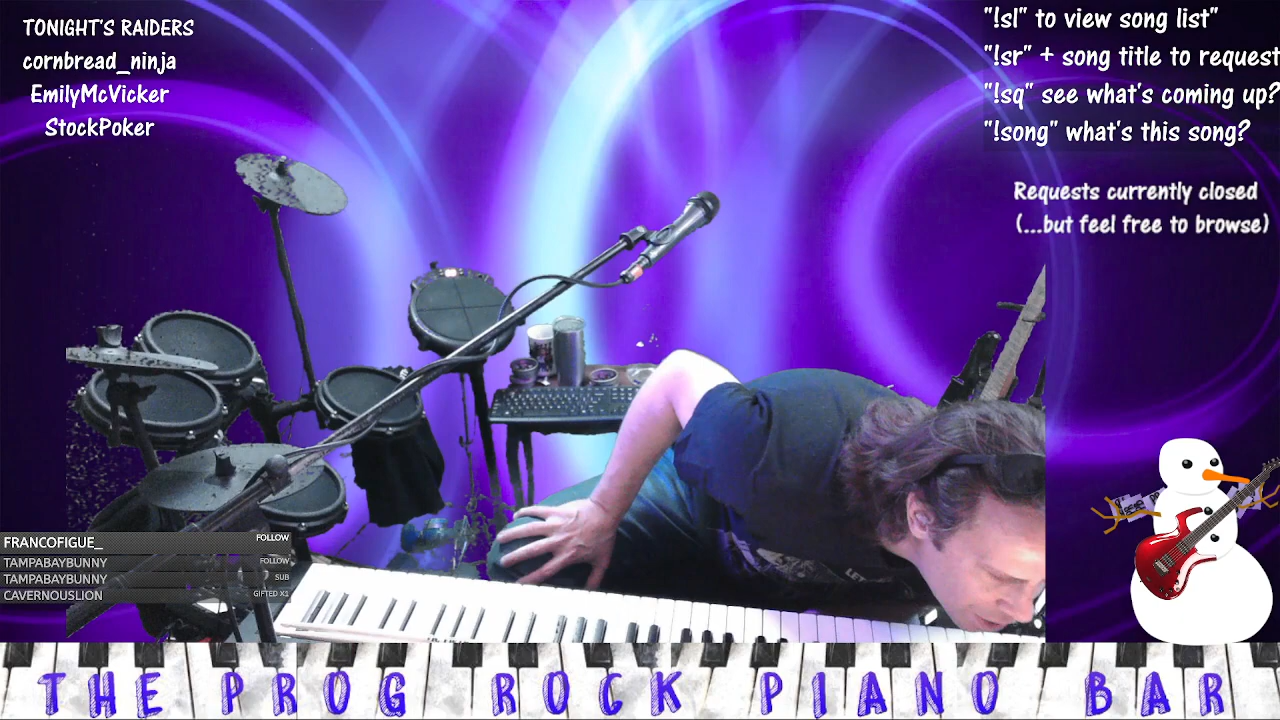 TONIGHT'S RAIDERS
cornbread_ninja
EmilyMcVicker
StockPoker
"!sl" to view song list"
"!sr" + song title to request
"!sq" see what's coming up?
"!song" what's this song?
Requests currently closed
(...but feel free to browse)
FRANCOFIGUE_ FOLLOW
TAMPABAYBUNNY FOLLOW
TAMPABAYBUNNY SUB
CAVERNOUSLION GIFTED X1
THE PROG ROCK PIANO BAR